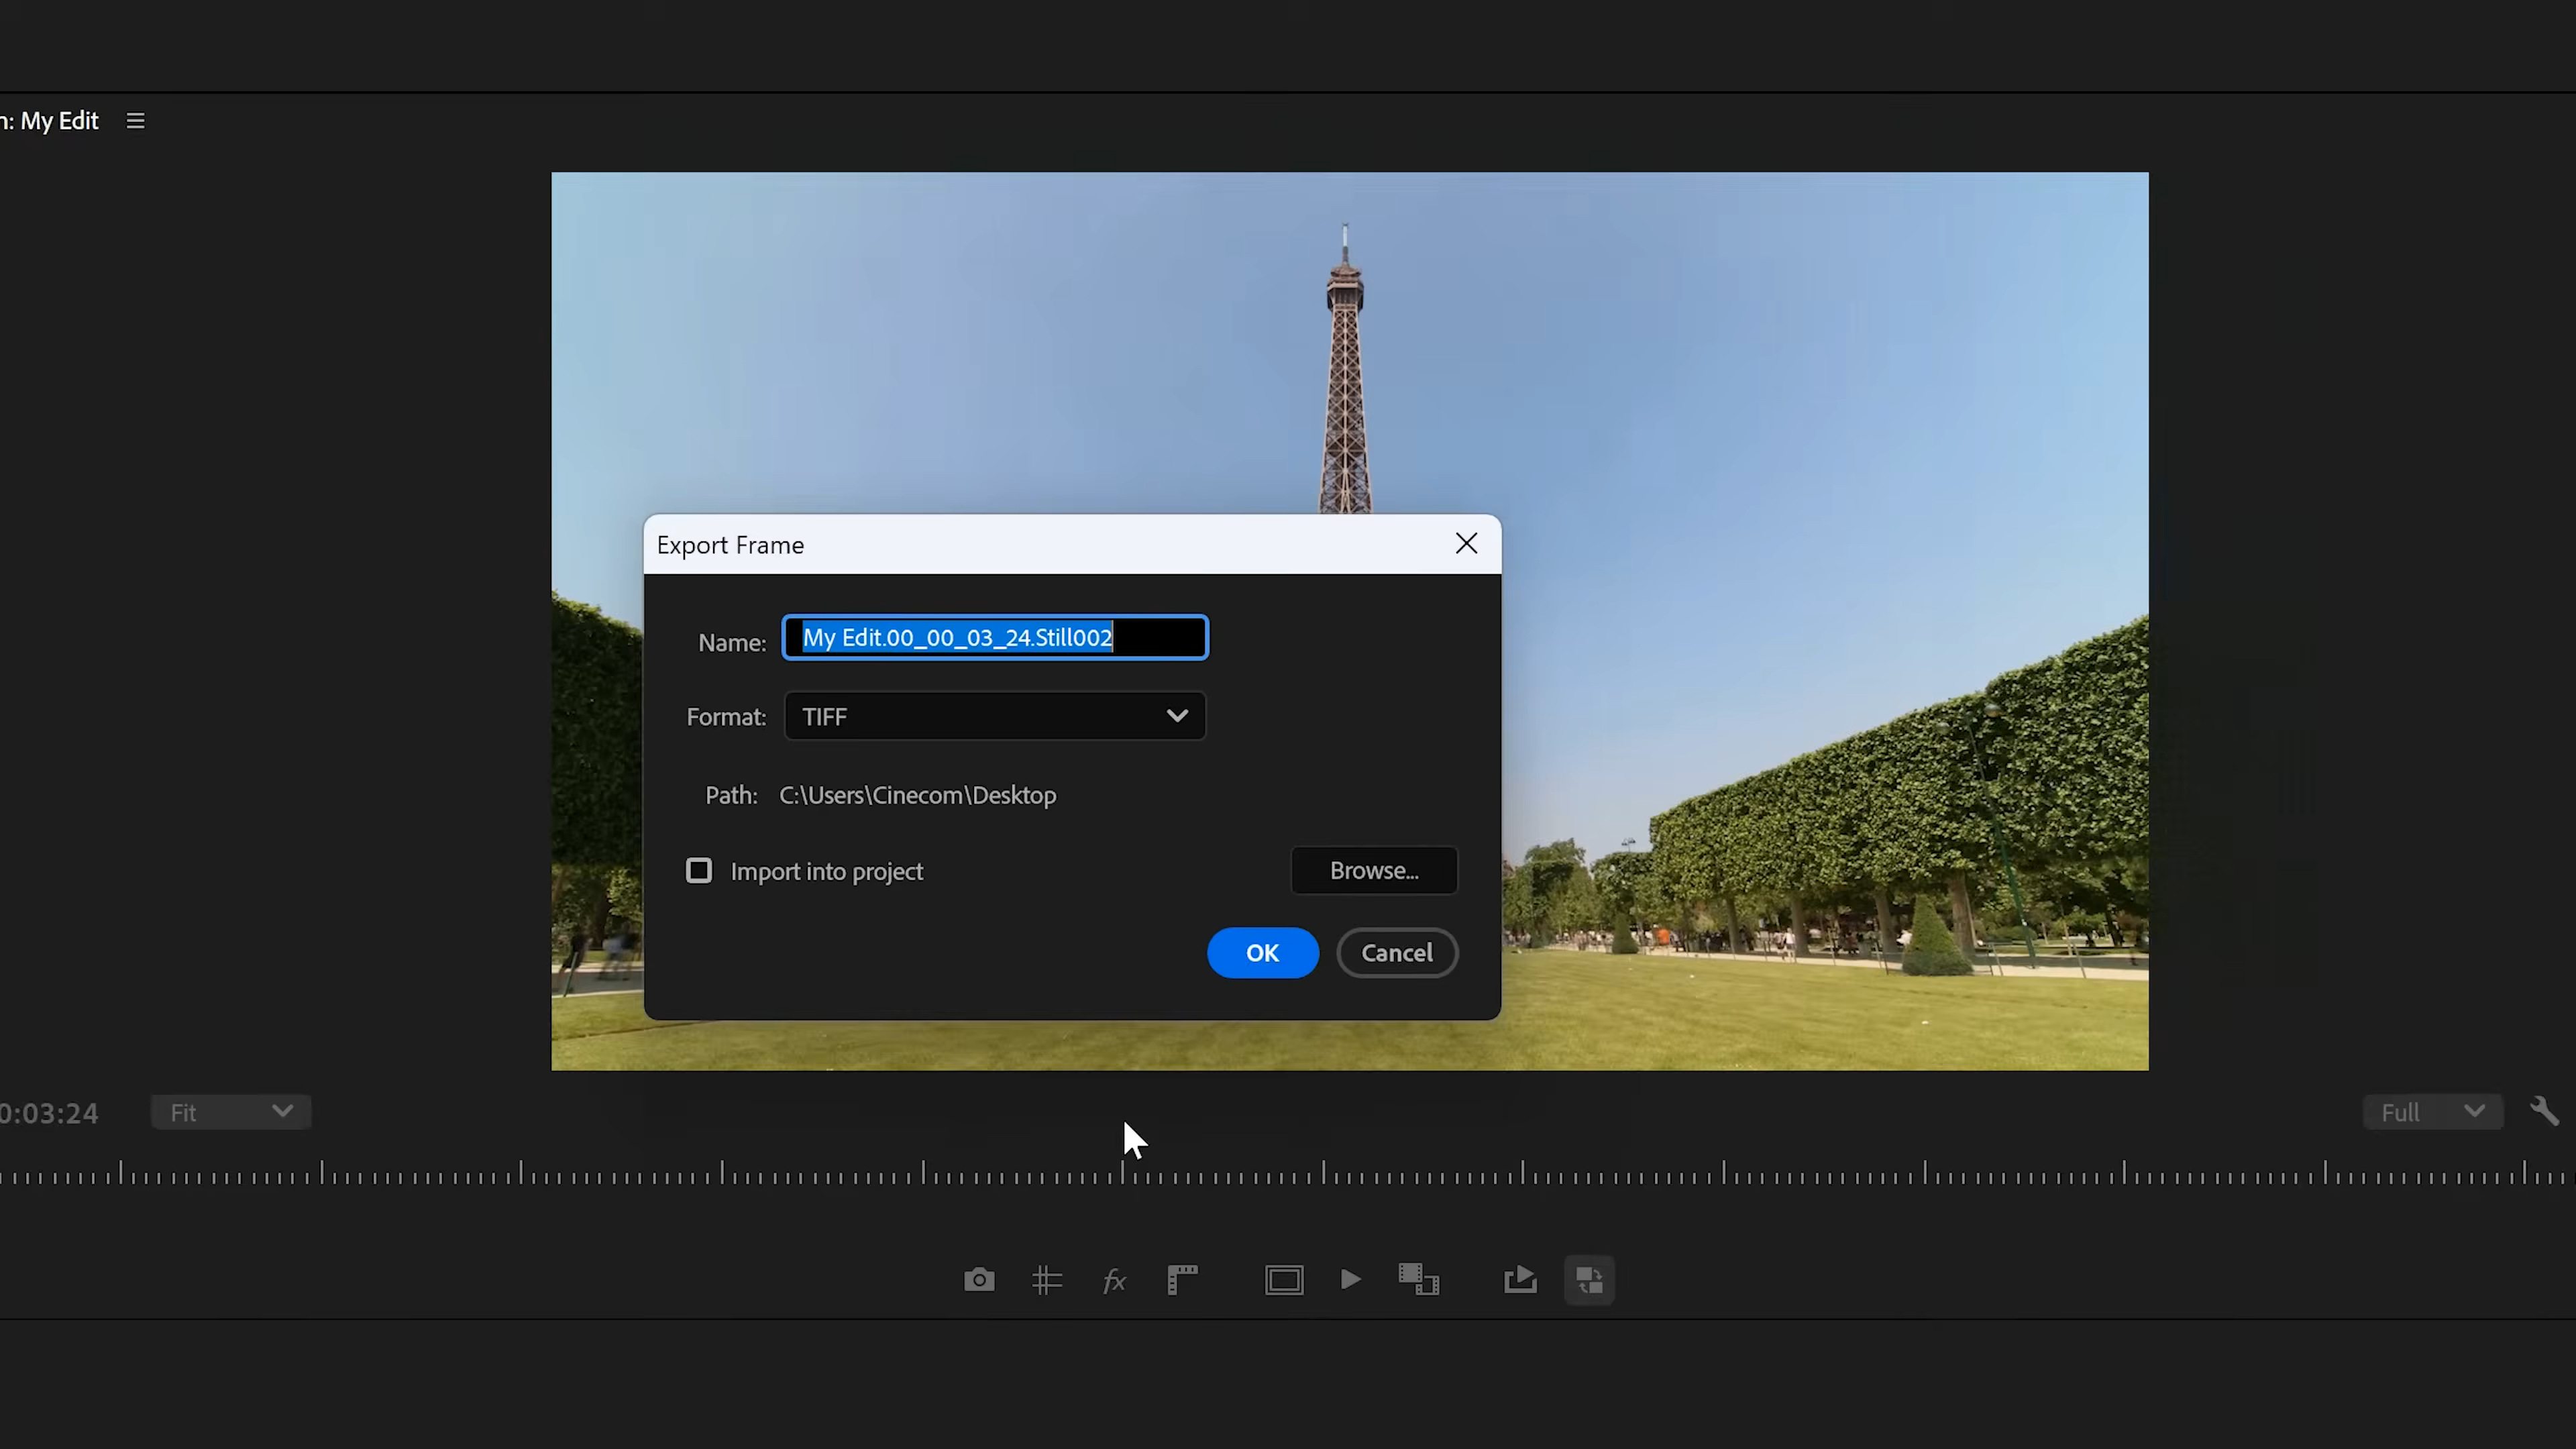 n: My Edit
Export Frame
Name: My Edit.00_00_03_24.Still002
Format: TIFF
Path: C:\Users\Cinecom\Desktop
Import into project
Browse...
OK Cancel
0:03:24 Fit Full
fx